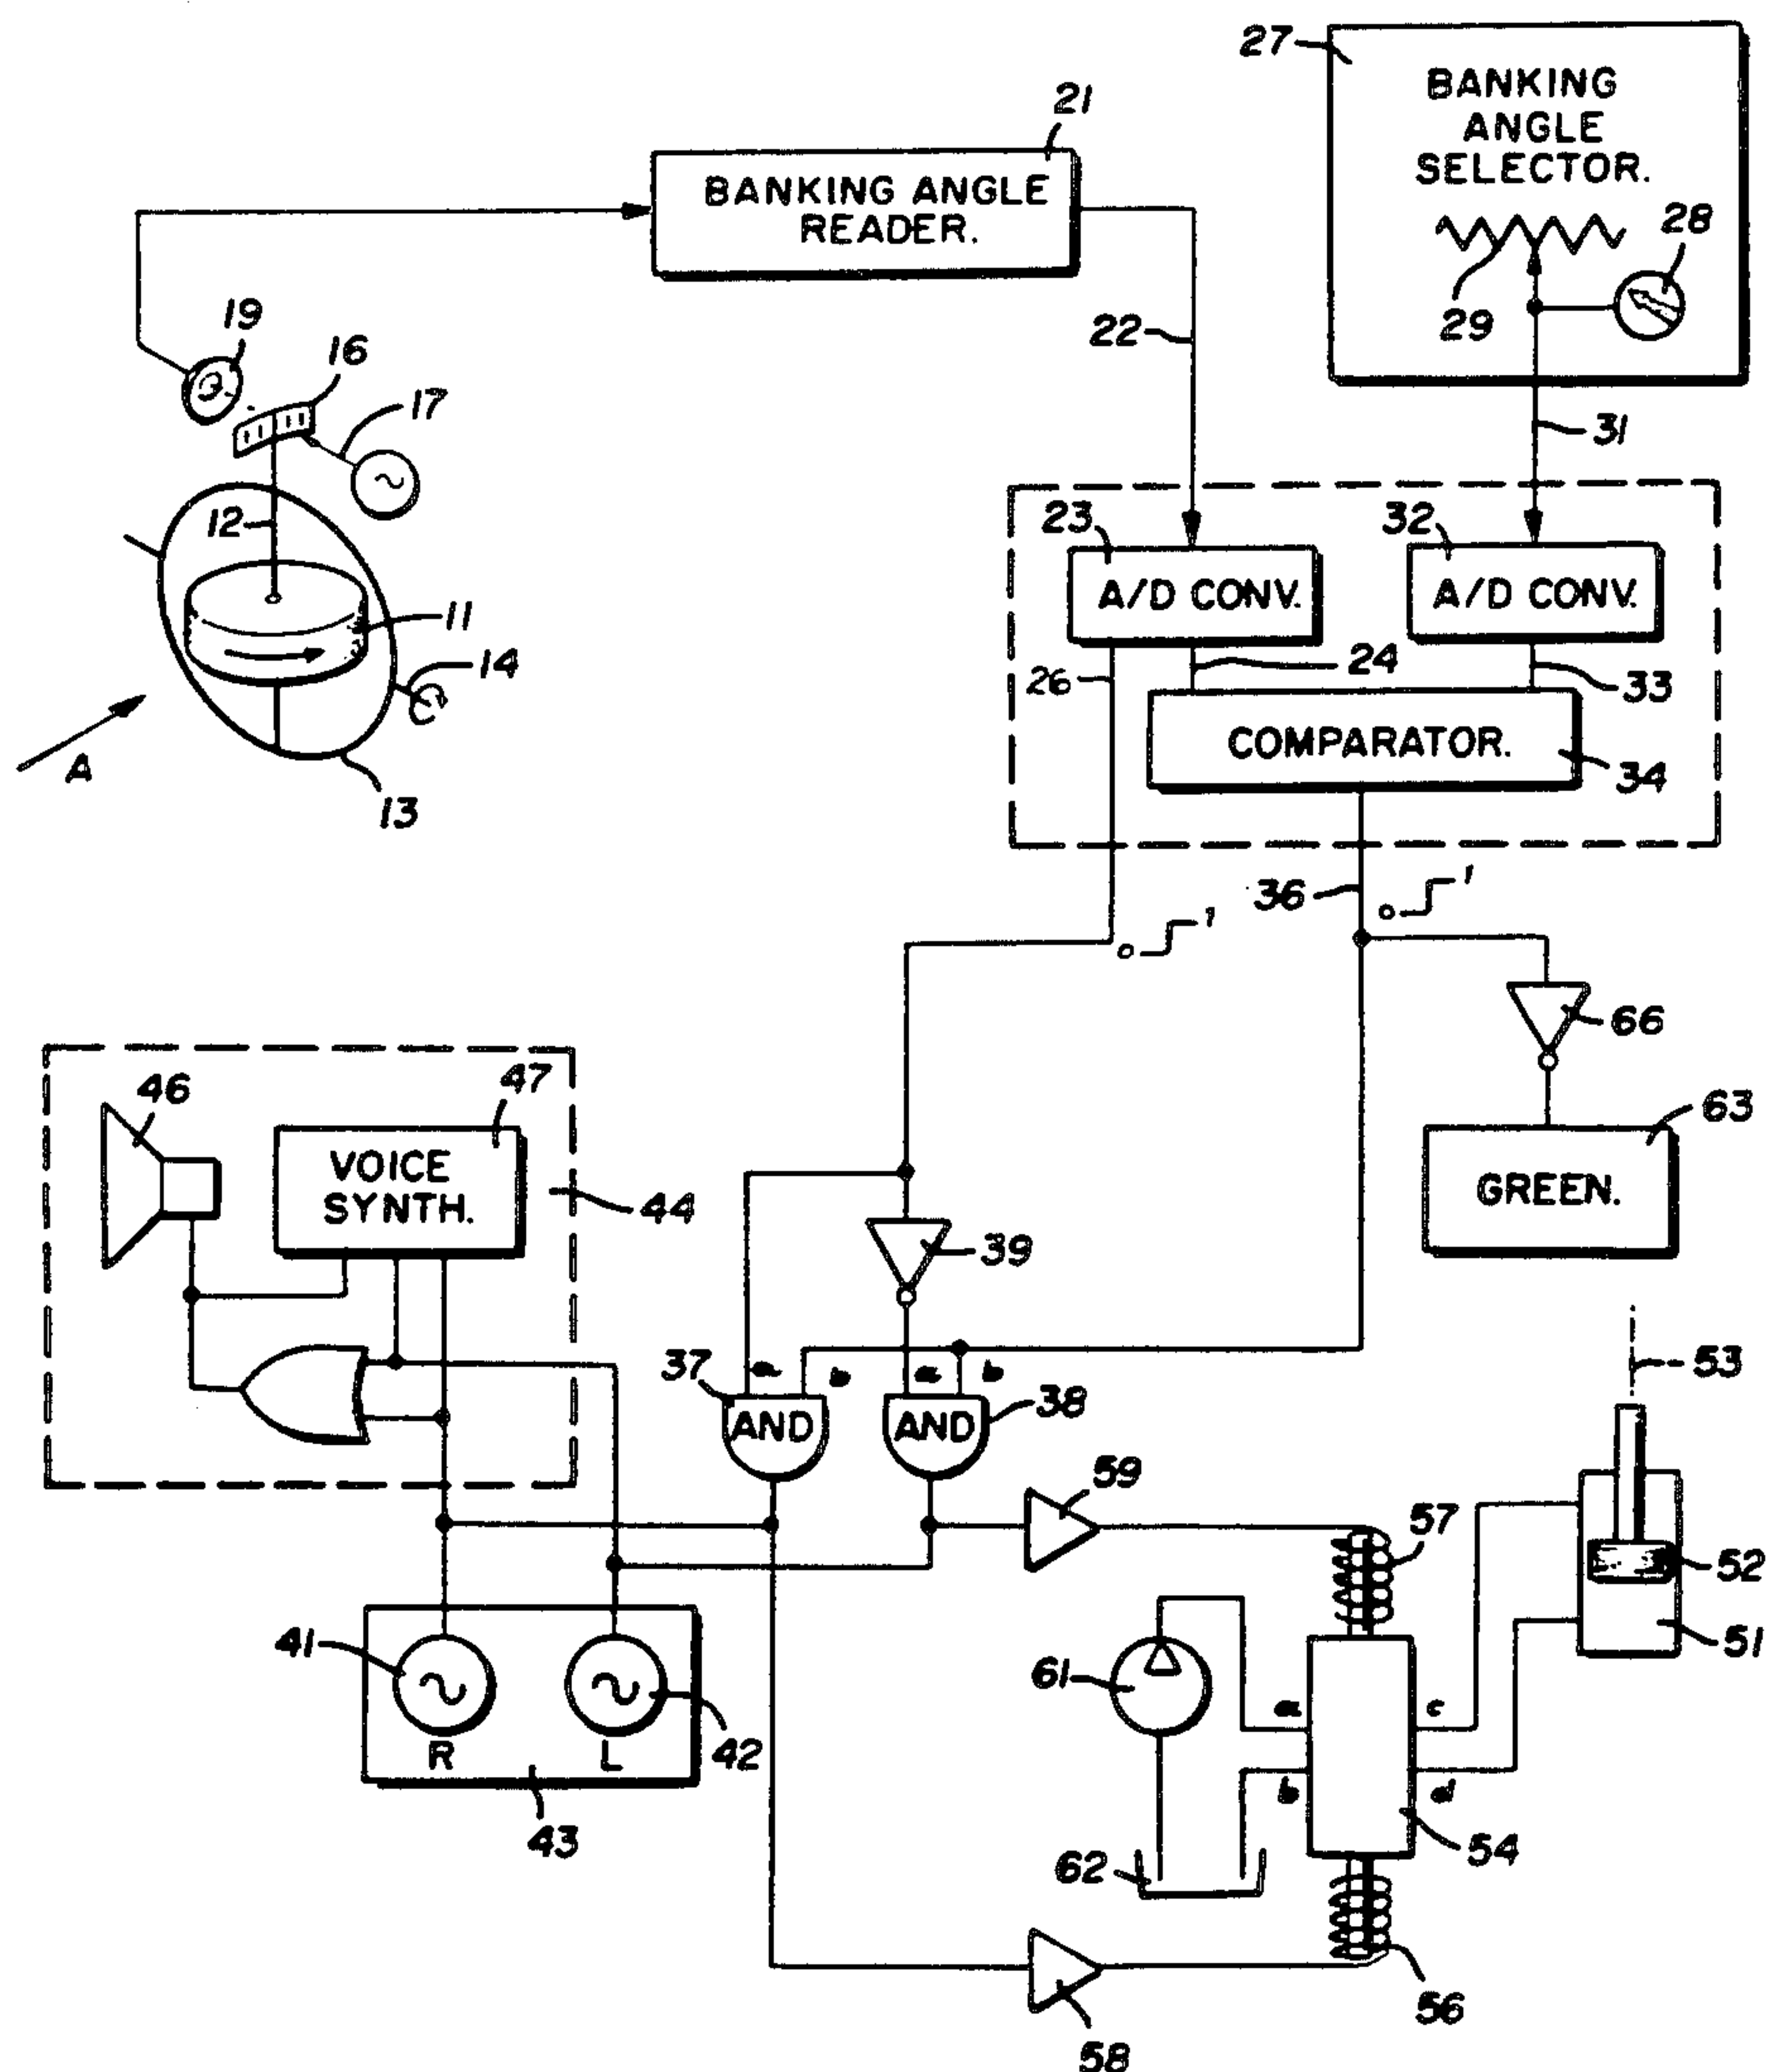 27
BANKING
ANGLE
SELECTOR.
28
29
21
BANKING ANGLE
READER.
22
31
19
16
17
12
11
14
A
13
23
A/D CONV.
32
A/D CONV.
26
24
33
COMPARATOR.
34
36
0 1
0 1
66
63
GREEN.
46
47
VOICE
SYNTH.
44
39
37
a
b
a
b
AND
AND
38
53
59
57
52
51
41
R
L
42
43
61
a
b
c
d
54
62
56
58